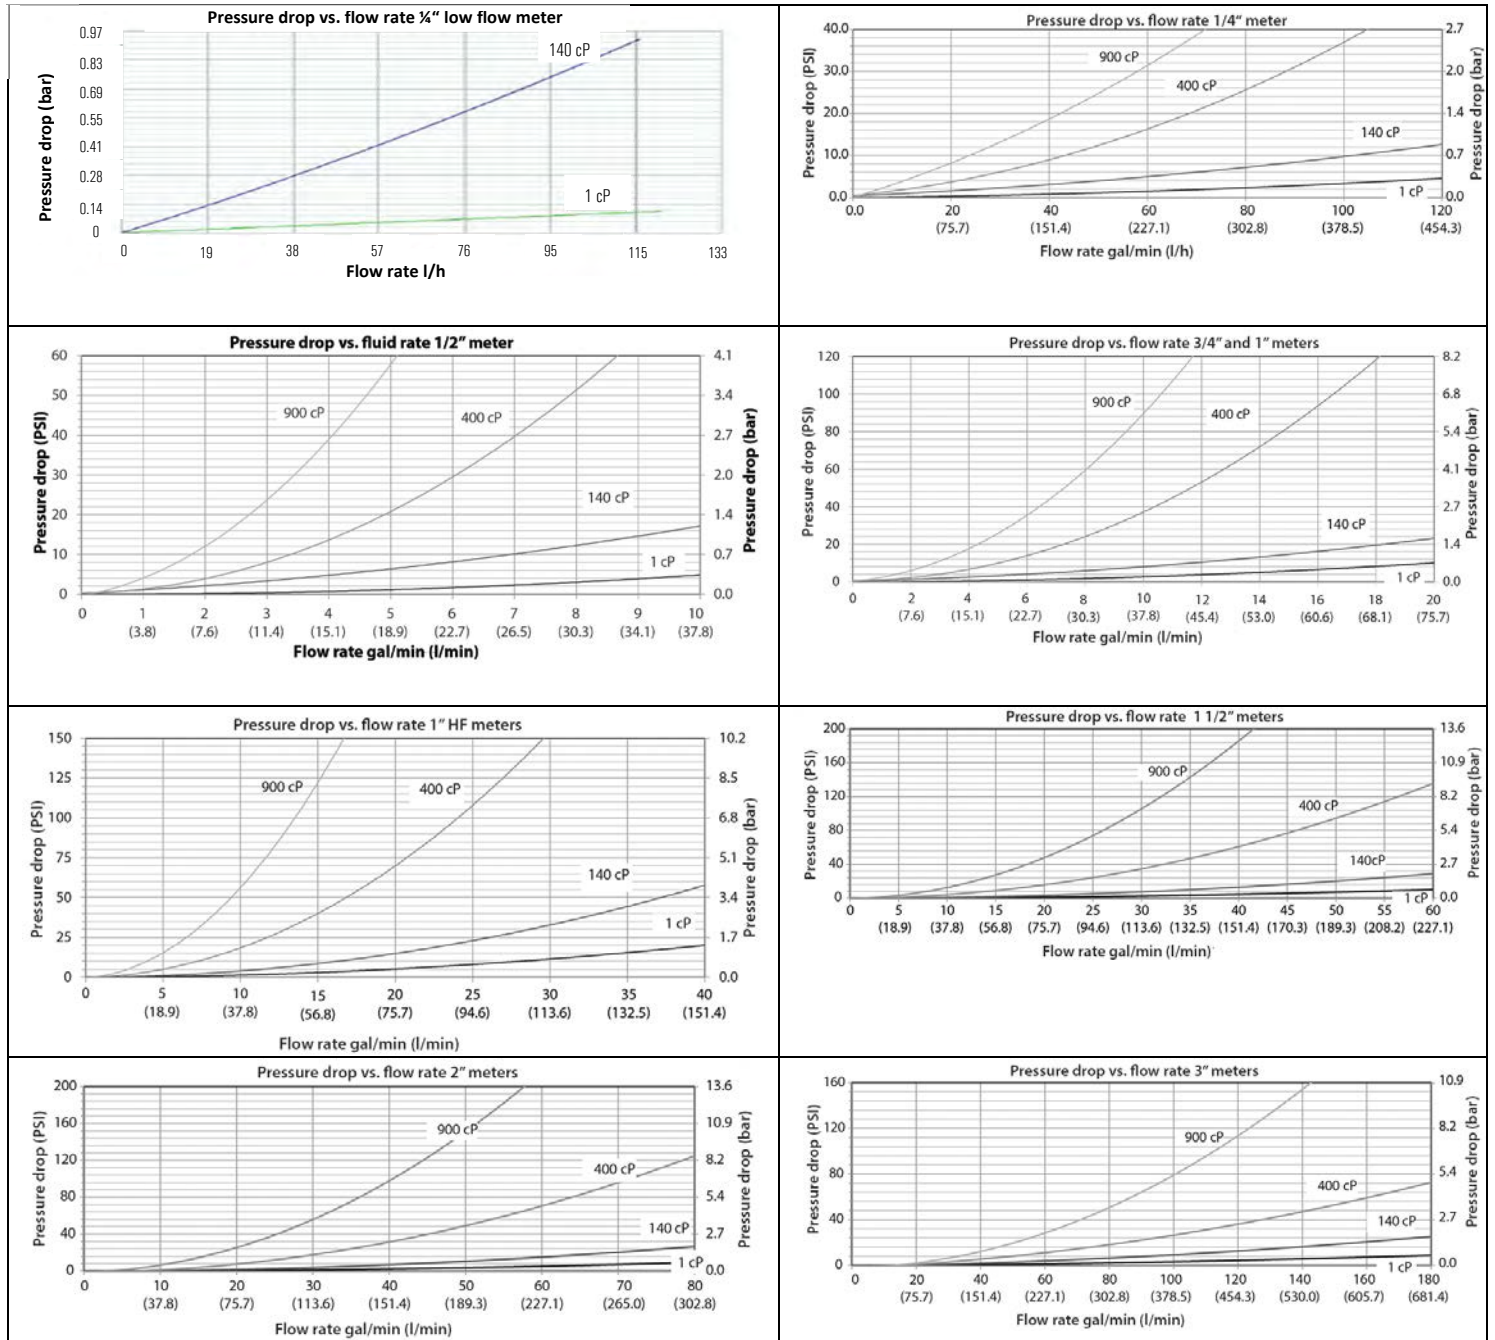 Pressure drop vs. flow rate ¼“ low flow meter
0.97
0.83
0.69
0.55
0.41
0.28
0.14
0
Pressure drop (bar)
140 cP
1 cP
0 19 38 57 76 95 115 133
Flow rate l/h
Pressure drop vs. flow rate 1/4“ meter
40.0
30.0
20.0
10.0
0.0
Pressure drop (PSI)
900 cP
400 cP
140 cP
1 cP
2.7
2.0
1.4
0.7
0.0
Pressure drop (bar)
0.0 20 40 60 80 100 120
(75.7) (151.4) (227.1) (302.8) (378.5) (454.3)
Flow rate gal/min (l/h)
Pressure drop vs. fluid rate 1/2” meter
60
50
40
30
20
10
0
Pressure drop (PSI)
900 cP
400 cP
140 cP
1 cP
4.1
3.4
2.7
2.0
1.4
0.7
0.0
Pressure drop (bar)
0 1 2 3 4 5 6 7 8 9 10
(3.8) (7.6) (11.4) (15.1) (18.9) (22.7) (26.5) (30.3) (34.1) (37.8)
Flow rate gal/min (l/min)
Pressure drop vs. flow rate 3/4” and 1” meters
120
100
80
60
40
20
0
Pressure drop (PSI)
900 cP
400 cP
140 cP
1 cP
8.2
6.8
5.4
4.1
2.7
1.4
0.0
Pressure drop (bar)
0 2 4 6 8 10 12 14 16 18 20
(7.6) (15.1) (22.7) (30.3) (37.8) (45.4) (53.0) (60.6) (68.1) (75.7)
Flow rate gal/min (l/min)
Pressure drop vs. flow rate 1” HF meters
150
125
100
75
50
25
0
Pressure drop (PSI)
900 cP
400 cP
140 cP
1 cP
10.2
8.5
6.8
5.1
3.4
1.7
0.0
Pressure drop (bar)
0 5 10 15 20 25 30 35 40
(18.9) (37.8) (56.8) (75.7) (94.6) (113.6) (132.5) (151.4)
Flow rate gal/min (l/min)
Pressure drop vs. flow rate 1 1/2” meters
200
160
120
80
40
0
Pressure drop (PSI)
900 cP
400 cP
140cP
1 cP
13.6
10.9
8.2
5.4
2.7
0.0
Pressure drop (bar)
0 5 10 15 20 25 30 35 40 45 50 55 60
(18.9) (37.8) (56.8) (75.7) (94.6) (113.6) (132.5) (151.4) (170.3) (189.3) (208.2) (227.1)
Flow rate gal/min (l/min)
Pressure drop vs. flow rate 2” meters
200
160
120
80
40
0
Pressure drop (PSI)
900 cP
400 cP
140 cP
1 cP
13.6
10.9
8.2
5.4
2.7
0.0
Pressure drop (bar)
0 10 20 30 40 50 60 70 80
(37.8) (75.7) (113.6) (151.4) (189.3) (227.1) (265.0) (302.8)
Flow rate gal/min (l/min)
Pressure drop vs. flow rate 3” meters
160
120
80
40
0
Pressure drop (PSI)
900 cP
400 cP
140 cP
1 cP
10.9
8.2
5.4
2.7
0.0
Pressure drop (bar)
0 20 40 60 80 100 120 140 160 180
(75.7) (151.4) (227.1) (302.8) (378.5) (454.3) (530.0) (605.7) (681.4)
Flow rate gal/min (l/min)